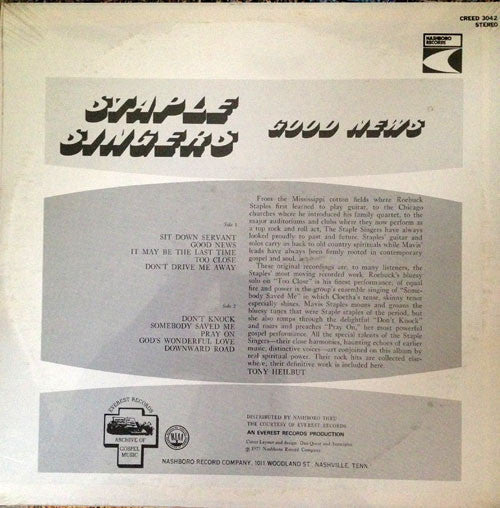 CREED 3042
STEREO
NASHBORO
RECORDS
STAPLE
SINGERS
GOOD NEWS
Side 1
SIT DOWN SERVANT
GOOD NEWS
IT MAY BE THE LAST TIME
TOO CLOSE
DON'T DRIVE ME AWAY
Side 2
DON'T KNOCK
SOMEBODY SAVED ME
PRAY ON
GOD'S WONDERFUL LOVE
DOWNWARD ROAD
From the Mississippi cotton fields where Roebuck
Staples first learned to play guitar, to the Chicago
churches where he introduced his family quartet, to the
major auditoriums and clubs where they now perform as
a top rock and roll act, The Staple Singers have always
looked proudly to past and future. Staples' guitar and
solos carry us back to old country spirituals while Mavis'
leads have always been firmly rooted in contemporary
gospel and soul.
These original recordings are, to many listeners, the
Staples' most moving recorded work. Roebuck's bluesy
solo on "Too Close" is his finest performance, of equal
fire and power is the group's ensemble singing of "Some-
body Saved Me" in which Cleotha's tense, skinny tenor
especially shines. Mavis Staples moans and groans the
bluesy tunes that were Staple staples of the period, but
she also romps through the delightful "Don't Knock"
and roars and preaches "Pray On," her most powerful
gospel performance. All the special talents of the Staple
Singers—their close harmonies, haunting echoes of earlier
music, distinctive voices—are conjoined on this album by
real spiritual power. Their rock hits are collected else-
where, their definitive work is included here.
TONY HEILBUT
EVEREST RECORDS
ARCHIVE OF
GOSPEL
MUSIC
DISTRIBUTED BY NASHBORO THRU
THE COURTESY OF EVEREST RECORDS
AN EVEREST RECORDS PRODUCTION
Cover Layout and design: Dan Quest and Associates
Nashboro Record Company
NASHBORO RECORD COMPANY, 1011 WOODLAND ST., NASHVILLE, TENN.